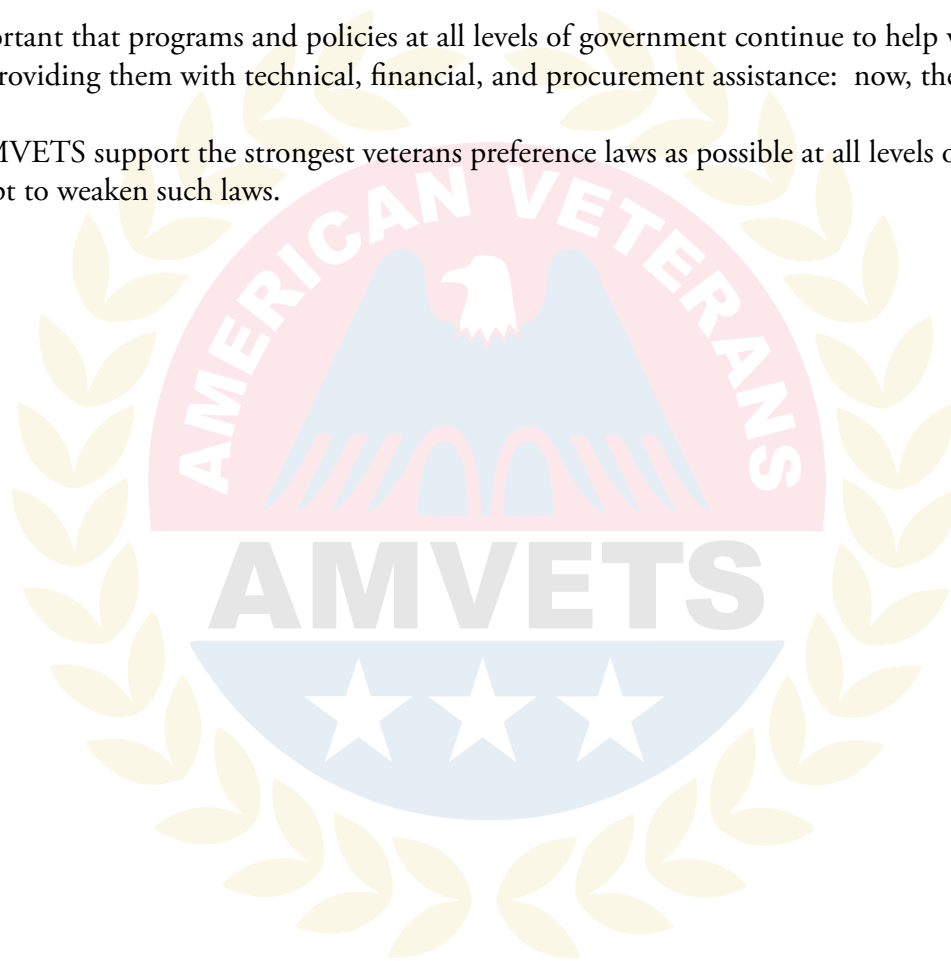 ortant that programs and policies at all levels of government continue to help
roviding them with technical, financial, and procurement assistance: now, the
MVETS support the strongest veterans preference laws as possible at all levels
pt to weaken such laws.
AMERICAN VETERANS
AMVETS